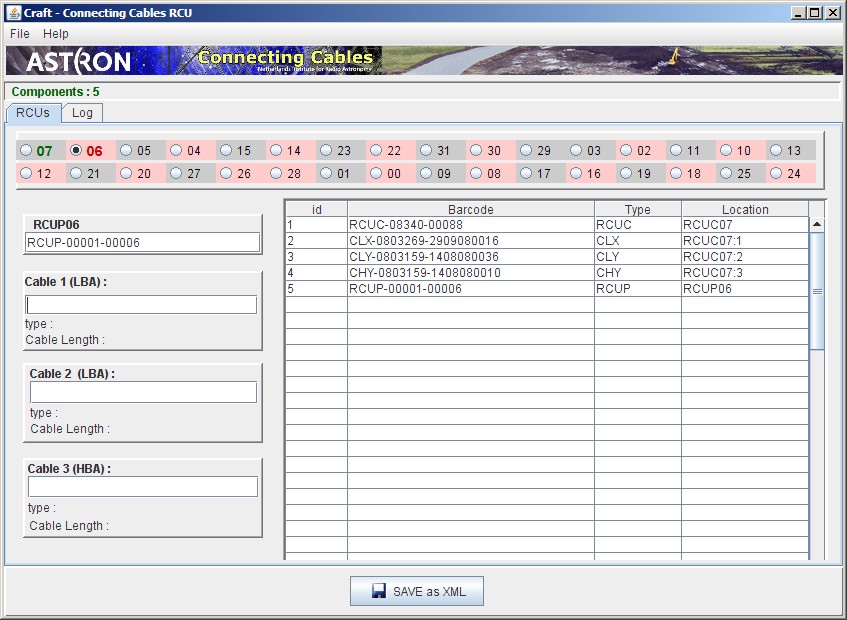 Craft - Connecting Cables RCU
File Help
ASTRON Connecting Cables
Netherlands Institute for Radio Astronomy
Components : 5
RCUs Log
07 06 05 04 15 14 23 22 31 30 29 03 02 11 10 13
12 21 20 27 26 28 01 00 09 08 17 16 19 18 25 24
RCUP06
RCUP-00001-00006
Cable 1 (LBA) :
type :
Cable Length :
Cable 2 (LBA) :
type :
Cable Length :
Cable 3 (HBA) :
type :
Cable Length :
id Barcode Type Location
1 RCUC-08340-00088 RCUC RCUC07
2 CLX-0803269-2909080016 CLX RCUC07:1
3 CLY-0803159-1408080036 CLY RCUC07:2
4 CHY-0803159-1408080010 CHY RCUC07:3
5 RCUP-00001-00006 RCUP RCUP06
SAVE as XML